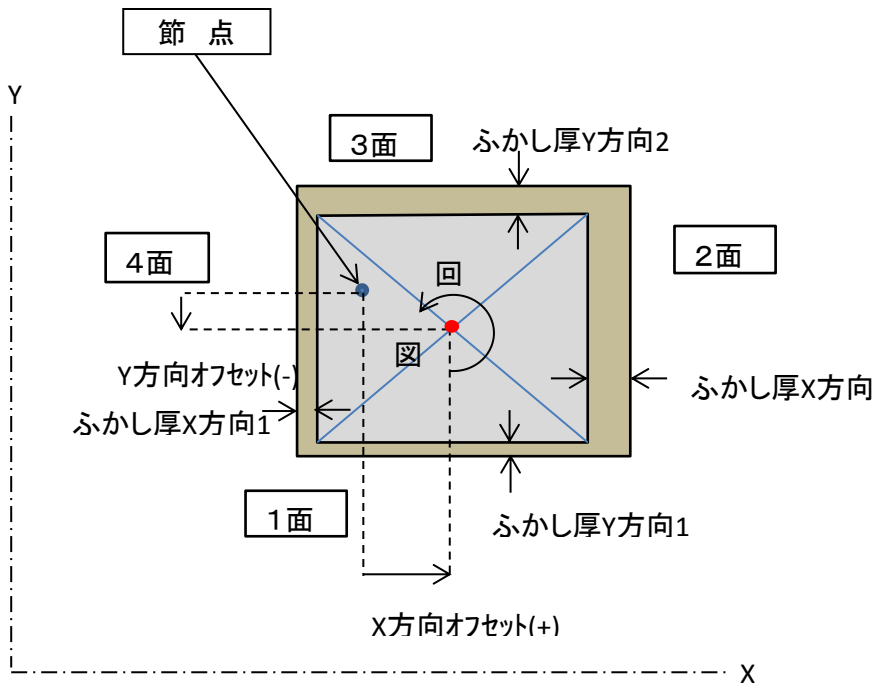 節 点
Y
3面
ふかし厚Y方向2
4面
2面
回
図
Y方向オフセット(-)
ふかし厚X方向1
ふかし厚X方向
1面
ふかし厚Y方向1
X方向オフセット(+)
X